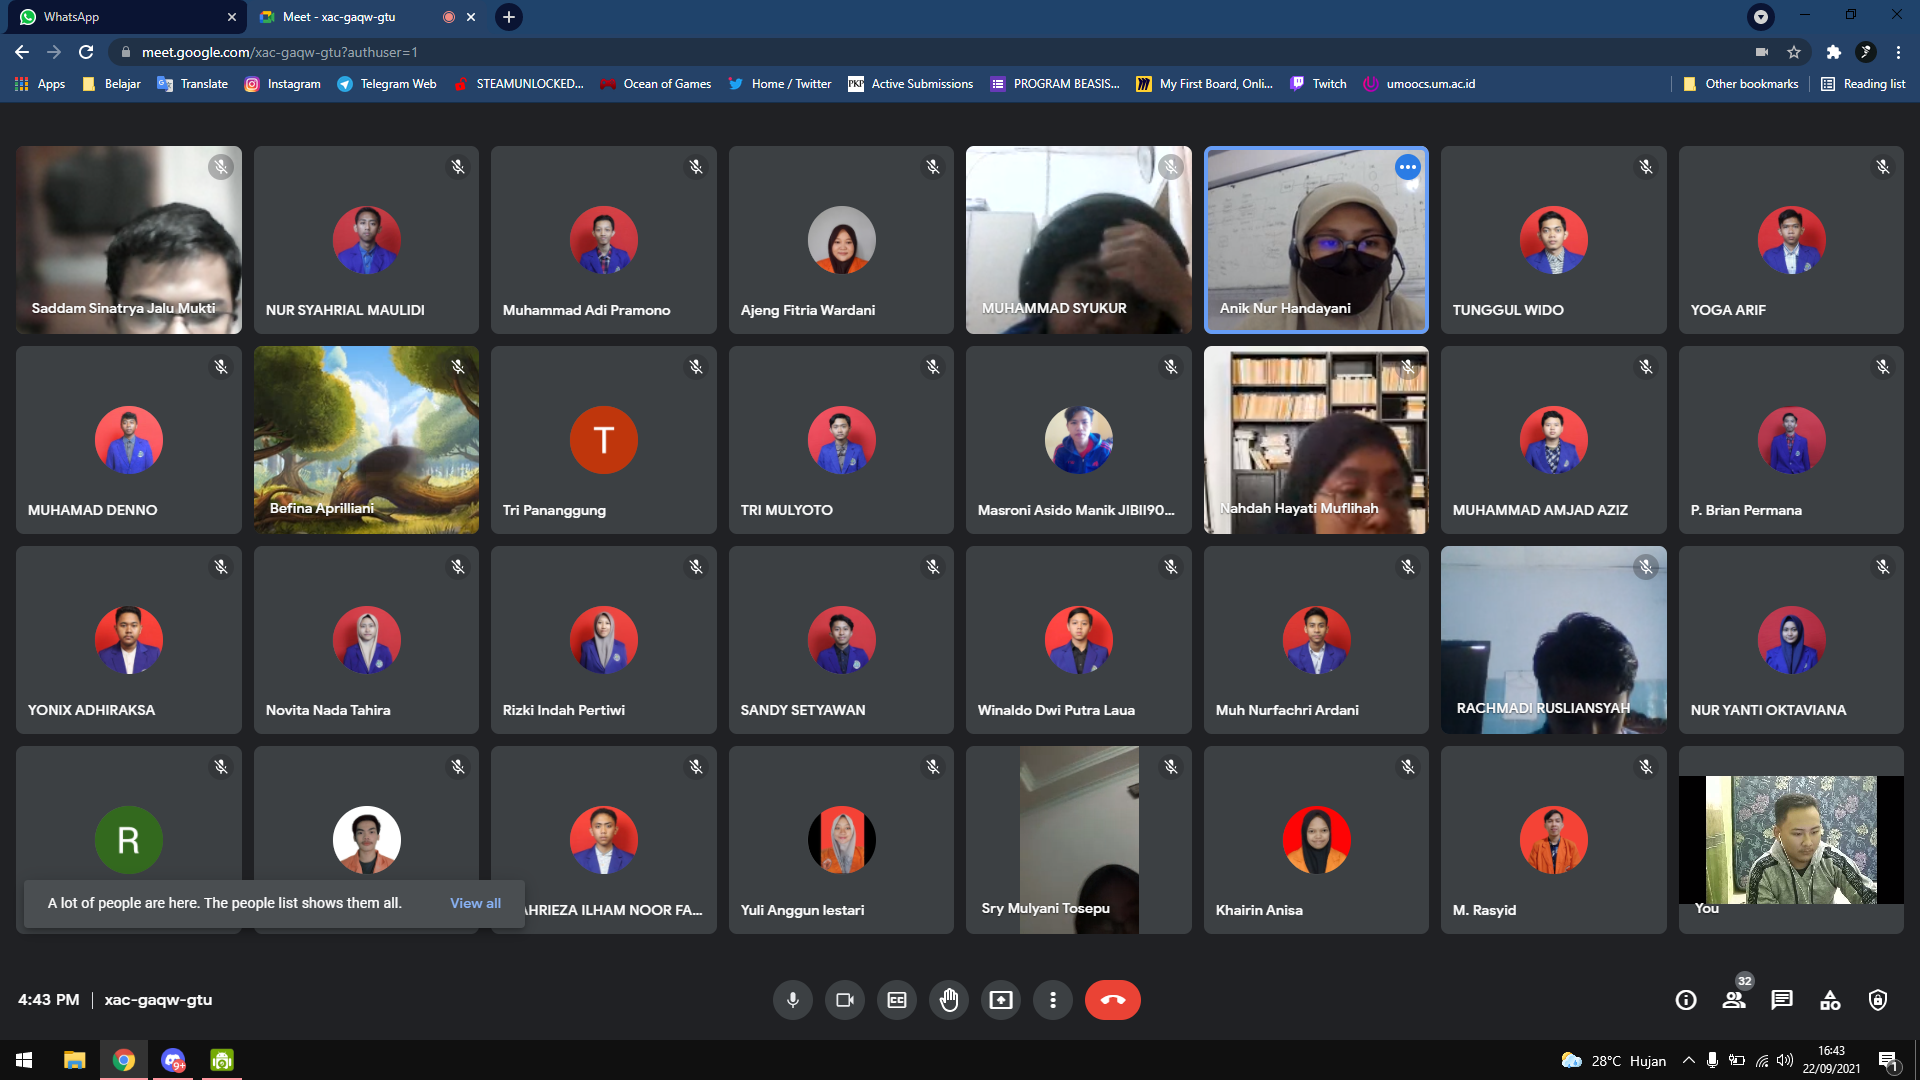 WhatsApp
Meet - xac-gaqw-gtu
meet.google.com/xac-gaqw-gtu?authuser=1
Apps
Belajar
Translate
Instagram
Telegram Web
STEAMUNLOCKED...
Ocean of Games
Home / Twitter
PKP Active Submissions
PROGRAM BEASIS...
My First Board, Onli...
Twitch
umoocs.um.ac.id
Other bookmarks
Reading list
Saddam Sinatrya Jalu Mukti
NUR SYAHRIAL MAULIDI
Muhammad Adi Pramono
Ajeng Fitria Wardani
MUHAMMAD SYUKUR
Anik Nur Handayani
TUNGGUL WIDO
YOGA ARIF
MUHAMAD DENNO
Befina Aprilliani
T
Tri Pananggung
TRI MULYOTO
Masroni Asido Manik JIBII90...
Nahdah Hayati Muflihah
MUHAMMAD AMJAD AZIZ
P. Brian Permana
YONIX ADHIRAKSA
Novita Nada Tahira
Rizki Indah Pertiwi
SANDY SETYAWAN
Winaldo Dwi Putra Laua
Muh Nurfachri Ardani
RACHMADI RUSLIANSYAH
NUR YANTI OKTAVIANA
R
A lot of people are here. The people list shows them all.
View all
AHRIEZA ILHAM NOOR FA...
Yuli Anggun lestari
Sry Mulyani Tosepu
Khairin Anisa
M. Rasyid
You
4:43 PM | xac-gaqw-gtu
32
9+
28°C Hujan
16:43
22/09/2021
1